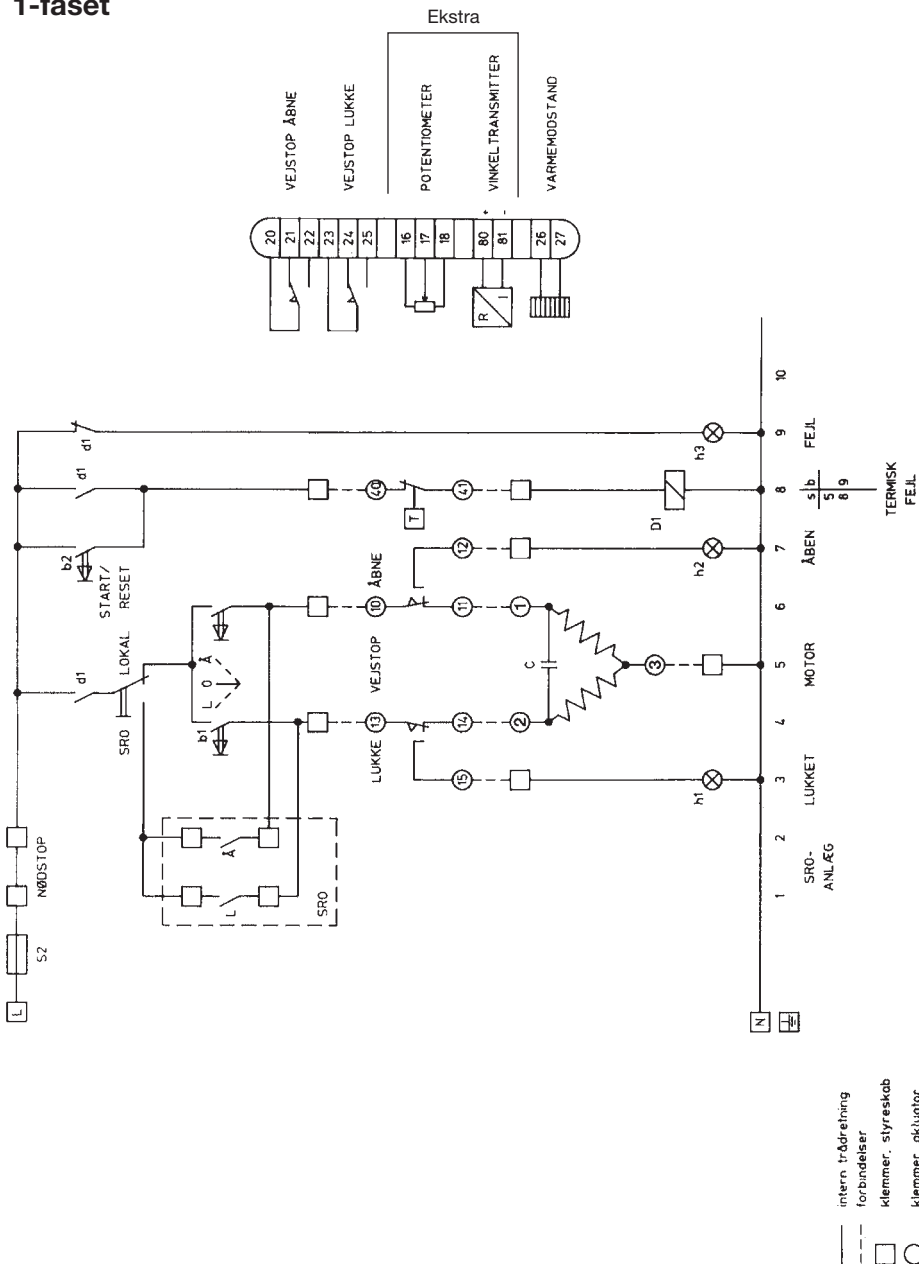 1-faset
Ekstra
VEJSTOP ÅBNE
VEJSTOP LUKKE
POTENTIOMETER
VINKELTRANSMITTER
VARMEMODSTAND
20
21
22
23
24
25
16
17
18
80 +
81 -
26
27
R
I
L
S2
NØDSTOP
d1
SRO
LOKAL
b2
START/
RESET
d1
d1
b1
L O Å
L
Å
SRO
LUKKE
VEJSTOP
ÅBNE
13
14
15
10
11
12
40
T
41
2
1
C
3
h1
h2
D1
h3
N
1
2
3
4
5
6
7
8
9
10
SRO-
ANLÆG
LUKKET
MOTOR
ÅBEN
s b
5
8 9
TERMISK
FEJL
FEJL
intern trådretning
forbindelser
klemmer, styreskab
klemmer, aktuator